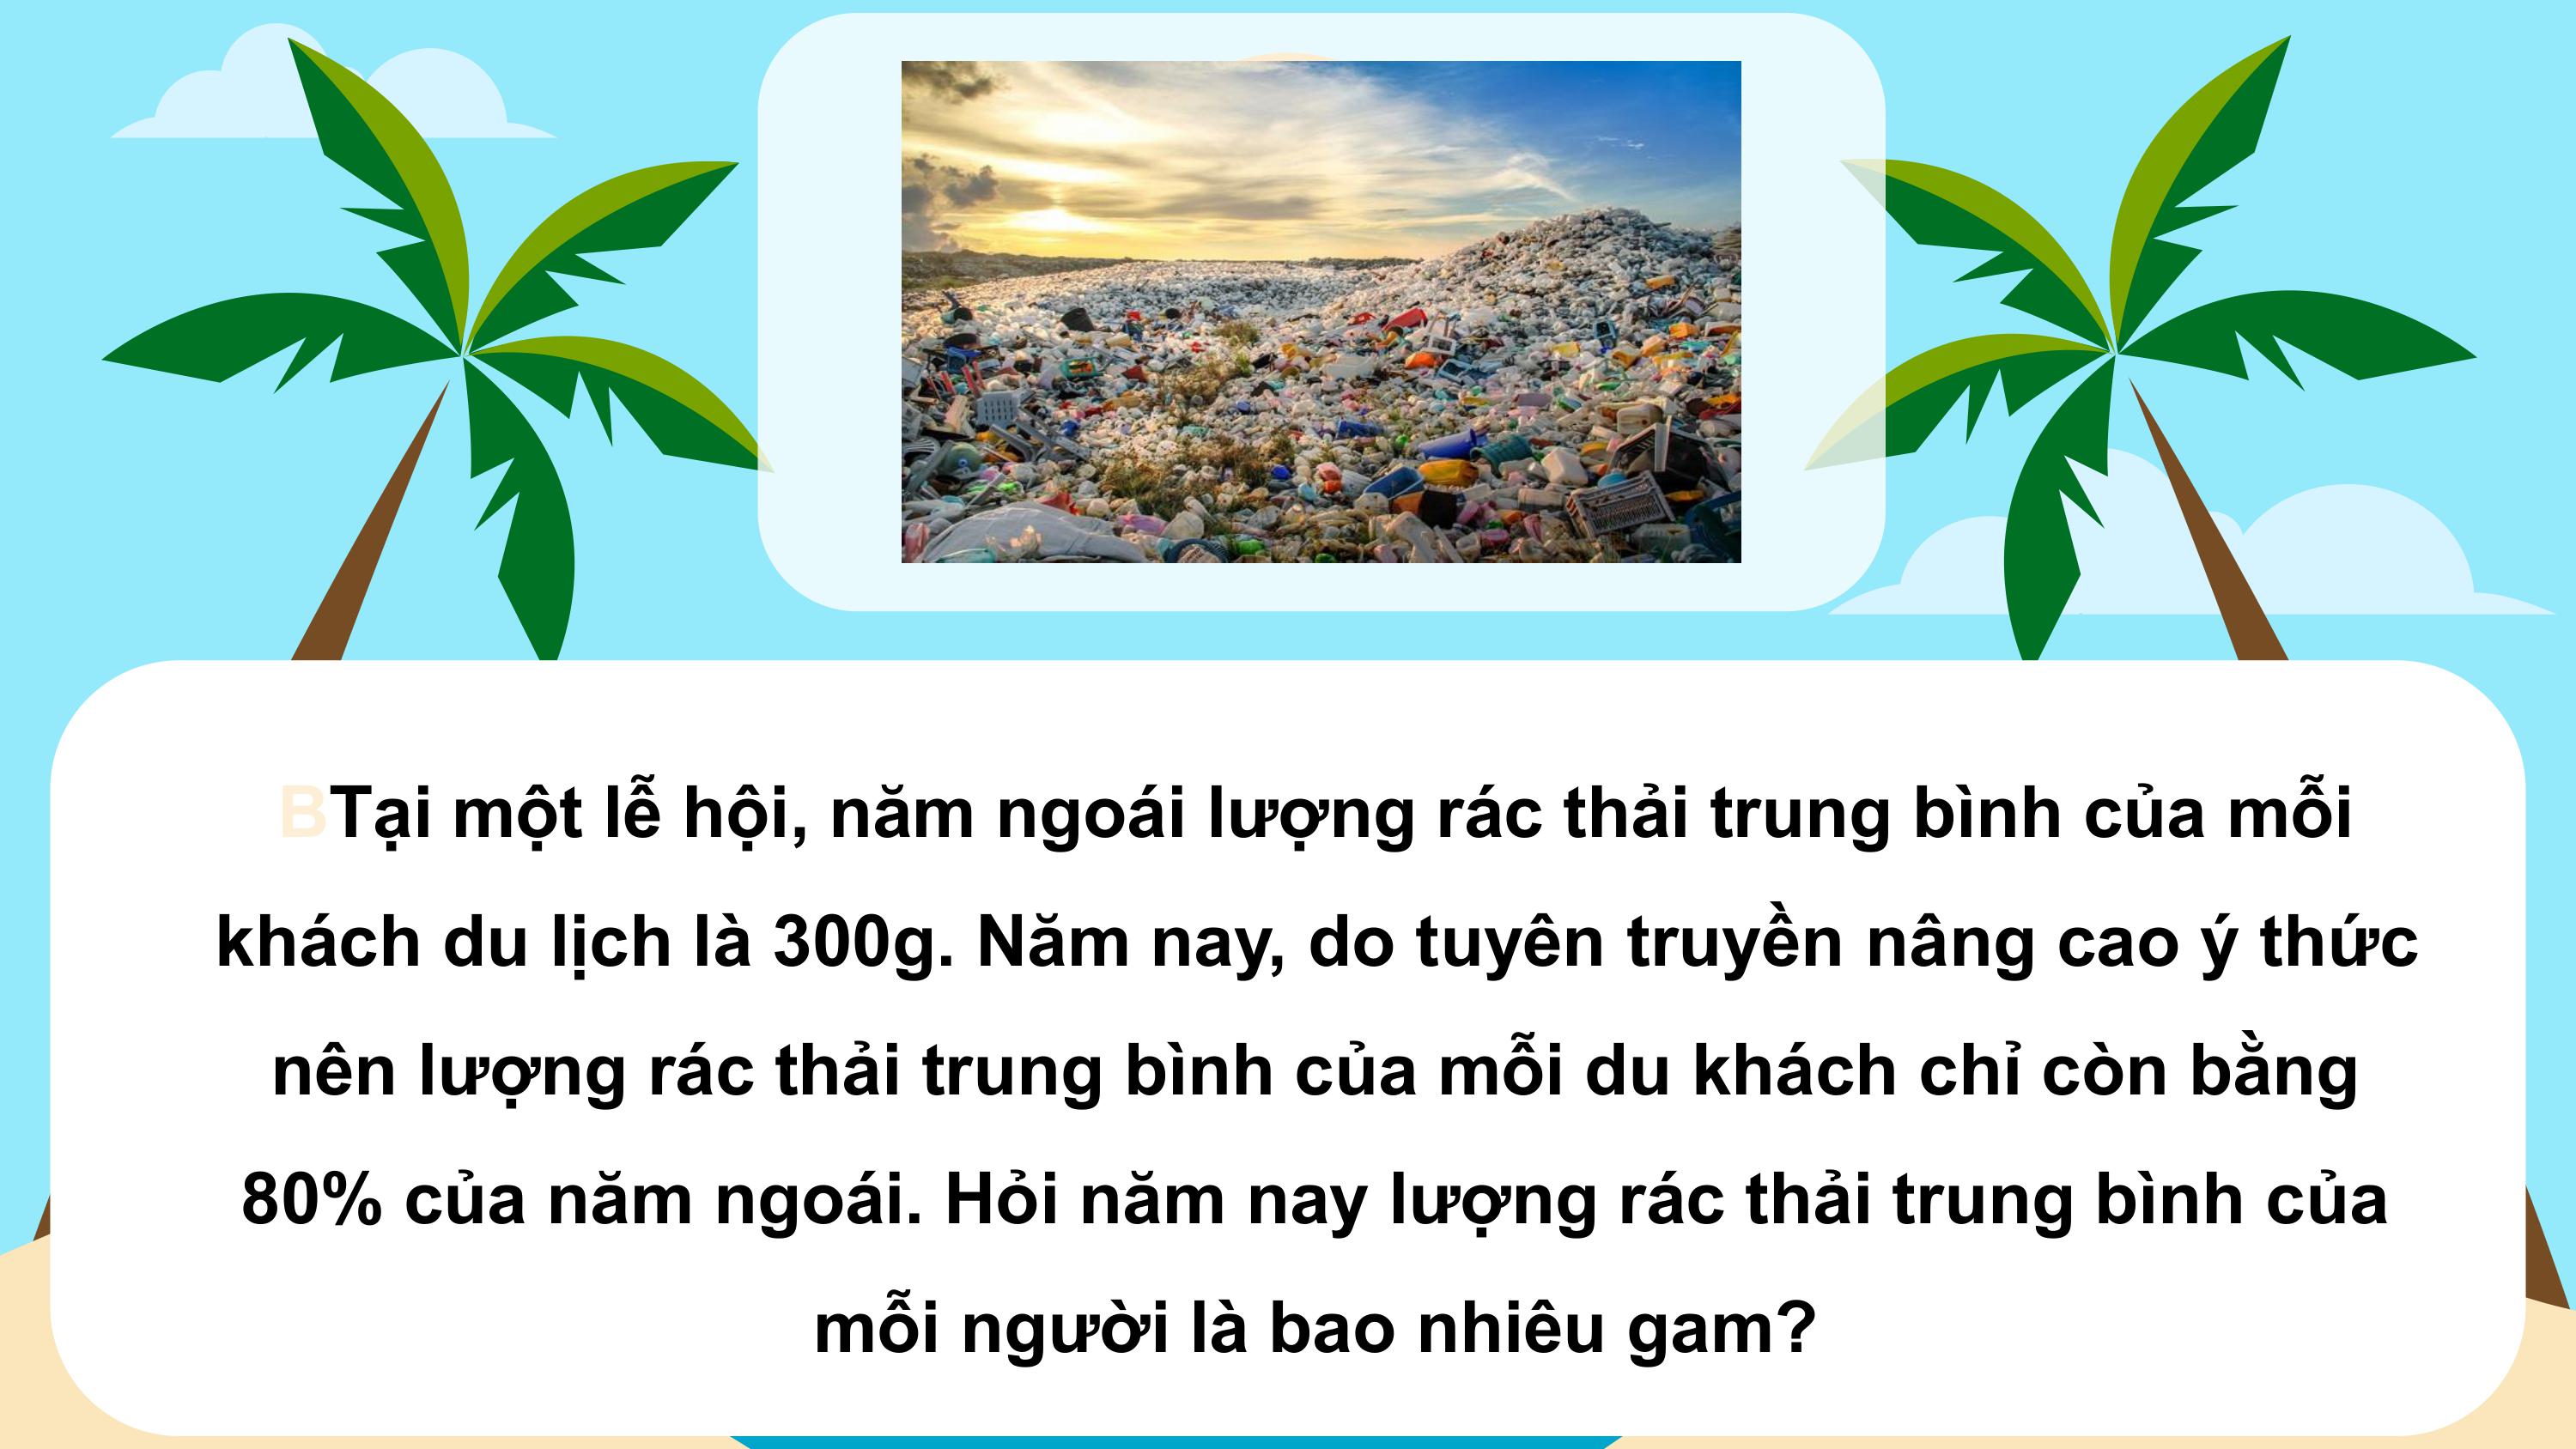 BTại một lễ hội, năm ngoái lượng rác thải trung bình của mỗi
khách du lịch là 300g. Năm nay, do tuyên truyền nâng cao ý thức
nên lượng rác thải trung bình của mỗi du khách chỉ còn bằng
80% của năm ngoái. Hỏi năm nay lượng rác thải trung bình của
mỗi người là bao nhiêu gam?